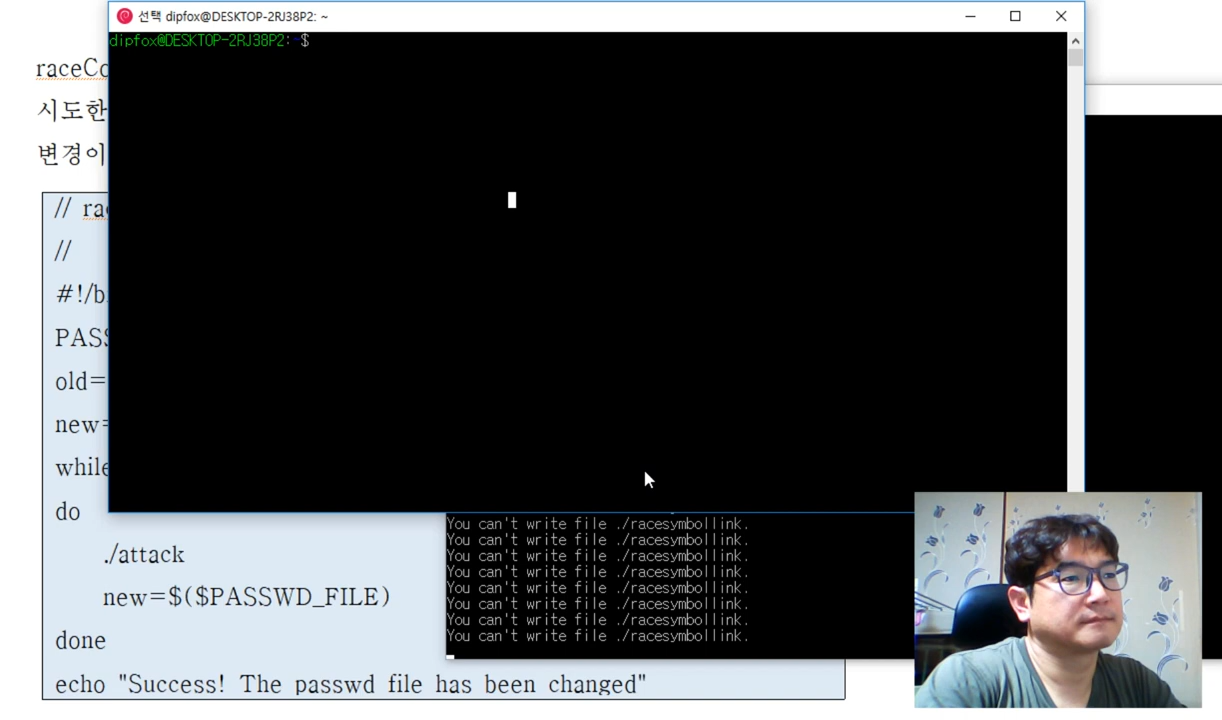 선택 dipfox@DESKTOP-2RJ38P2: ~
dipfox@DESKTOP-2RJ38P2:~$
시도한
변경이
//
//
old=
new=
while
do
./attack
new=$($PASSWD_FILE)
done
echo "Success! The passwd file has been changed"
You can't write file ./racesymbollink.
You can't write file ./racesymbollink.
You can't write file ./racesymbollink.
You can't write file ./racesymbollink.
You can't write file ./racesymbollink.
You can't write file ./racesymbollink.
You can't write file ./racesymbollink.
You can't write file ./racesymbollink.